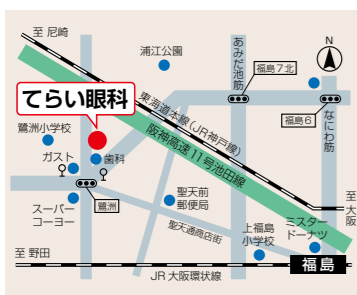 至 尼崎
浦江公園
あみだ池筋
N
福島7北
てらい眼科
東海道本線（JR神戸線）
阪神高速11号池田線
福島6
なにわ筋
鷺洲小学校
ガスト
歯科
鷺洲
スーパー
コーヨー
聖天前
郵便局
聖天通商店街
上福島
小学校
ミスター
ドーナツ
至 大阪
至 野田
JR 大阪環状線
福島